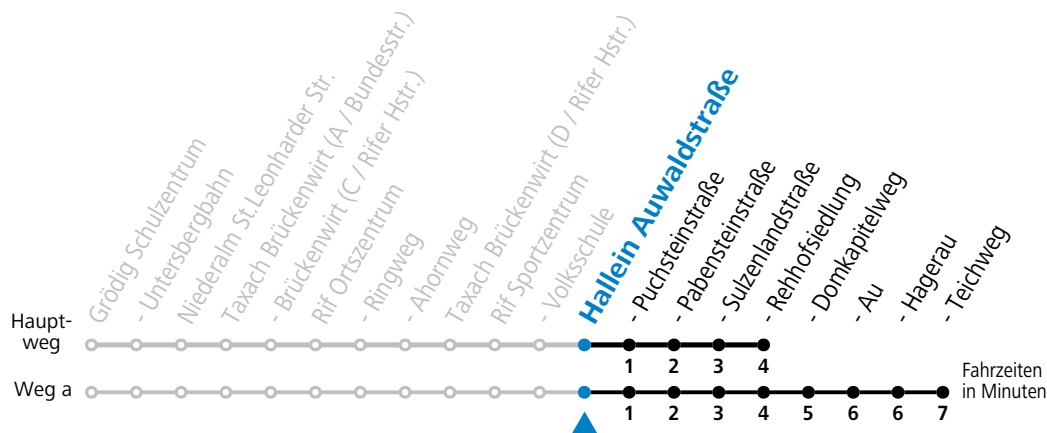 Grödig Schulzentrum
- Untersbergbahn
Niederalm St.Leonharder Str.
Taxach Brückenwirt (A / Bundesstr.)
- Brückenwirt (C / Rifer Hstr.)
Rif Ortszentrum
- Ringweg
- Ahornweg
Taxach Brückenwirt (D / Rifer Hstr.)
Rif Sportzentrum
- Volksschule
Hallein Auwaldstraße
- Puchsteinstraße
- Pabensteinstraße
- Sulzenlandstraße
- Rehhofsiedlung
- Domkapitelweg
- Au
- Hagerau
- Teichweg
Haupt-
weg
1 2 3 4
Weg a
1 2 3 4 5 6 6 7
Fahrzeiten
in Minuten